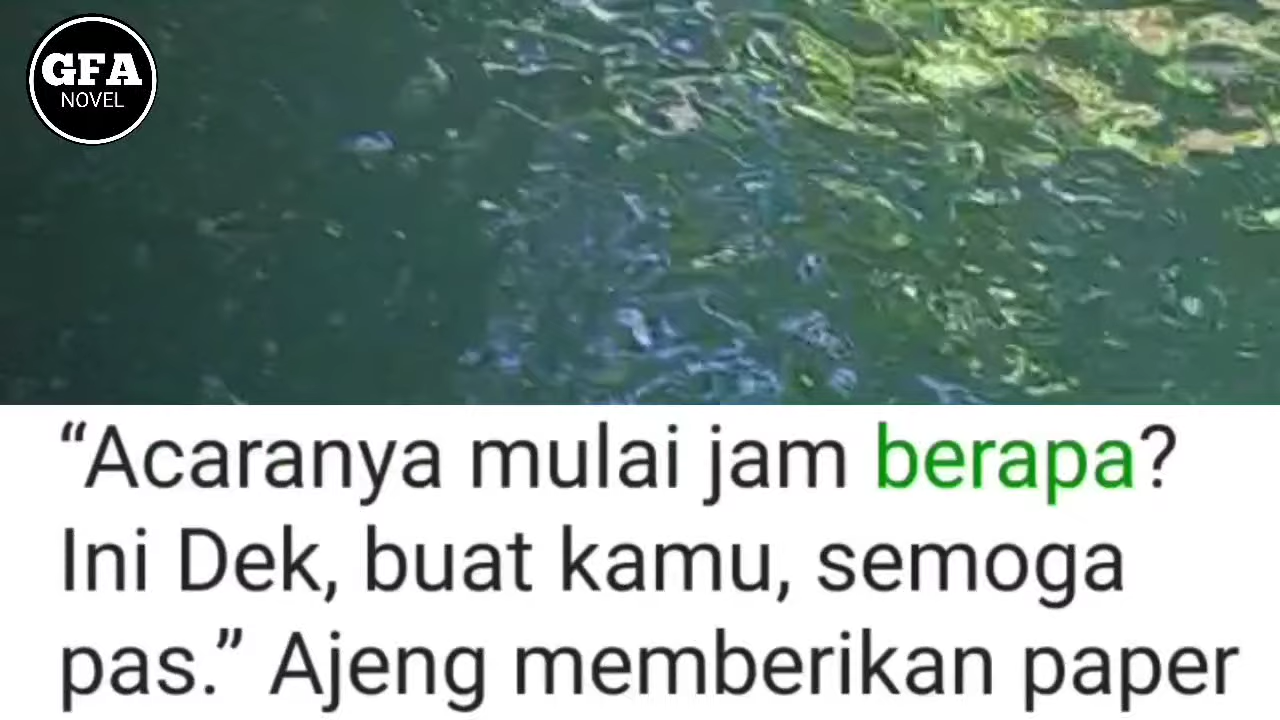 GFA
NOVEL
“Acaranya mulai jam berapa?
Ini Dek, buat kamu, semoga
pas.” Ajeng memberikan paper